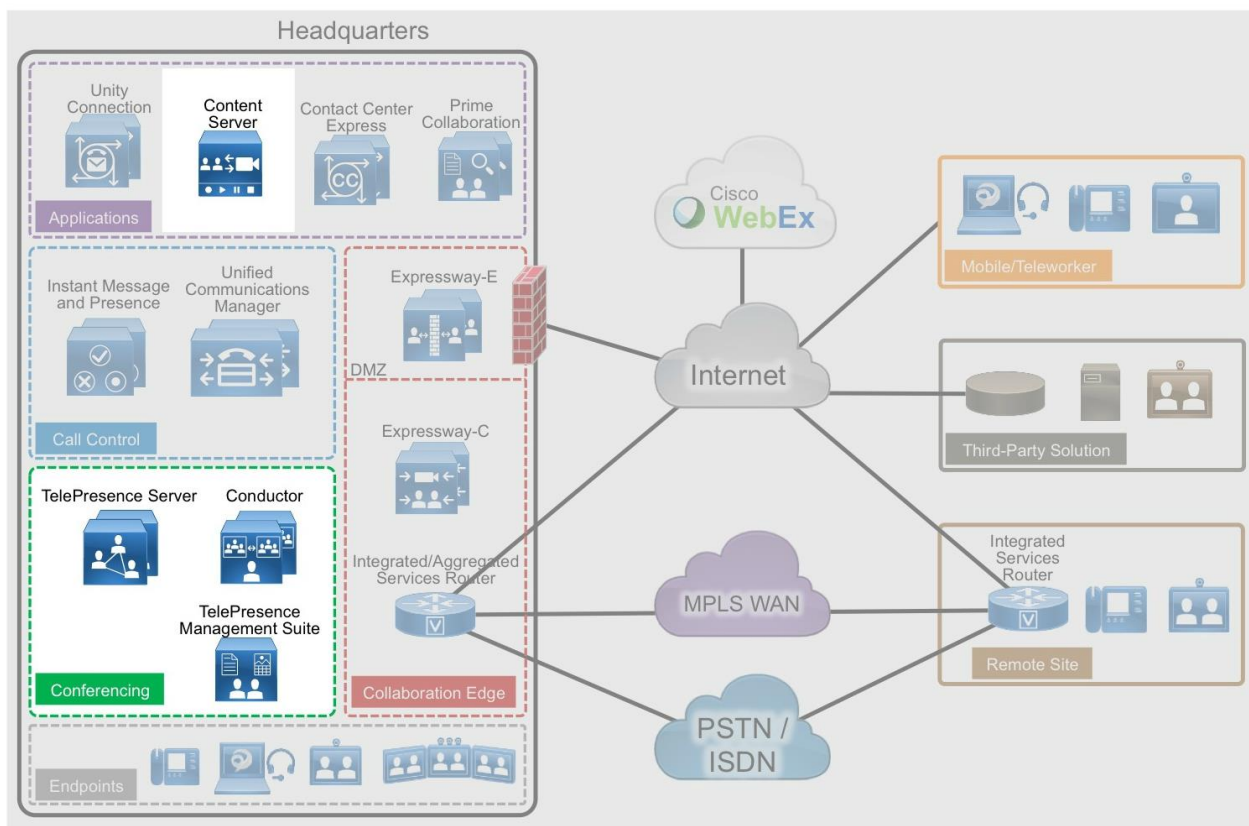 Headquarters
Unity
Connection
Content
Server
Contact Center
Express
Prime
Collaboration
CC
Applications
Instant Message
and Presence
Unified
Communications
Manager
Call Control
Expressway-E
DMZ
Expressway-C
Integrated/Aggregated
Services Router
V
Collaboration Edge
TelePresence Server
Conductor
TelePresence
Management Suite
Conferencing
Endpoints
Cisco
WebEx
Internet
MPLS WAN
PSTN /
ISDN
Mobile/Teleworker
Third-Party Solution
Integrated
Services
Router
V
Remote Site